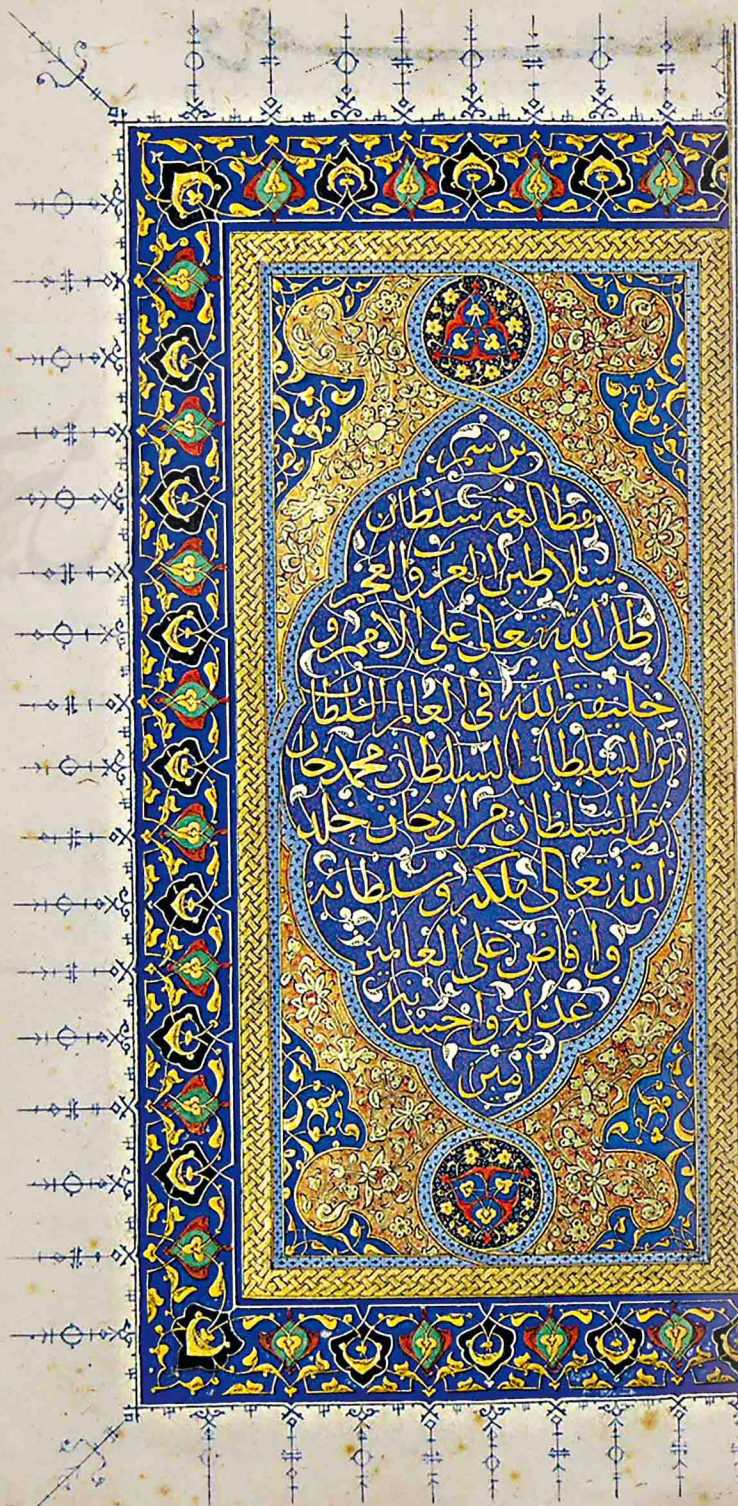 برسم
مطالعة سلطان
سلاطين العرب والعجم
ظل الله تعالى على الامم و
خليفة الله في العالم السلطان
بن السلطان السلطان محمد خان
بن السلطان مراد خان خلد
الله تعالى ملكه وسلطانه
وافاض على العالمين
عدله واحسانه
آمين